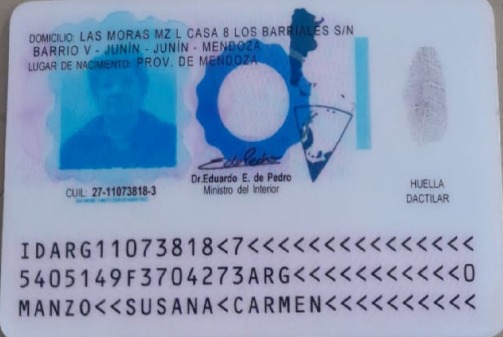 DOMICILIO: LAS MORAS MZ L CASA 8 LOS BARRIALES S/N
BARRIO V - JUNÍN - JUNÍN - MENDOZA
LUGAR DE NACIMIENTO: PROV. DE MENDOZA
CUIL: 27-11073818-3
Dr. Eduardo E. de Pedro
Ministro del Interior
HUELLA
DACTILAR
IDARG11073818<7<<<<<<<<<<<<<<<
5405149F3704273ARG<<<<<<<<<<<0
MANZO<<SUSANA<CARMEN<<<<<<<<<<